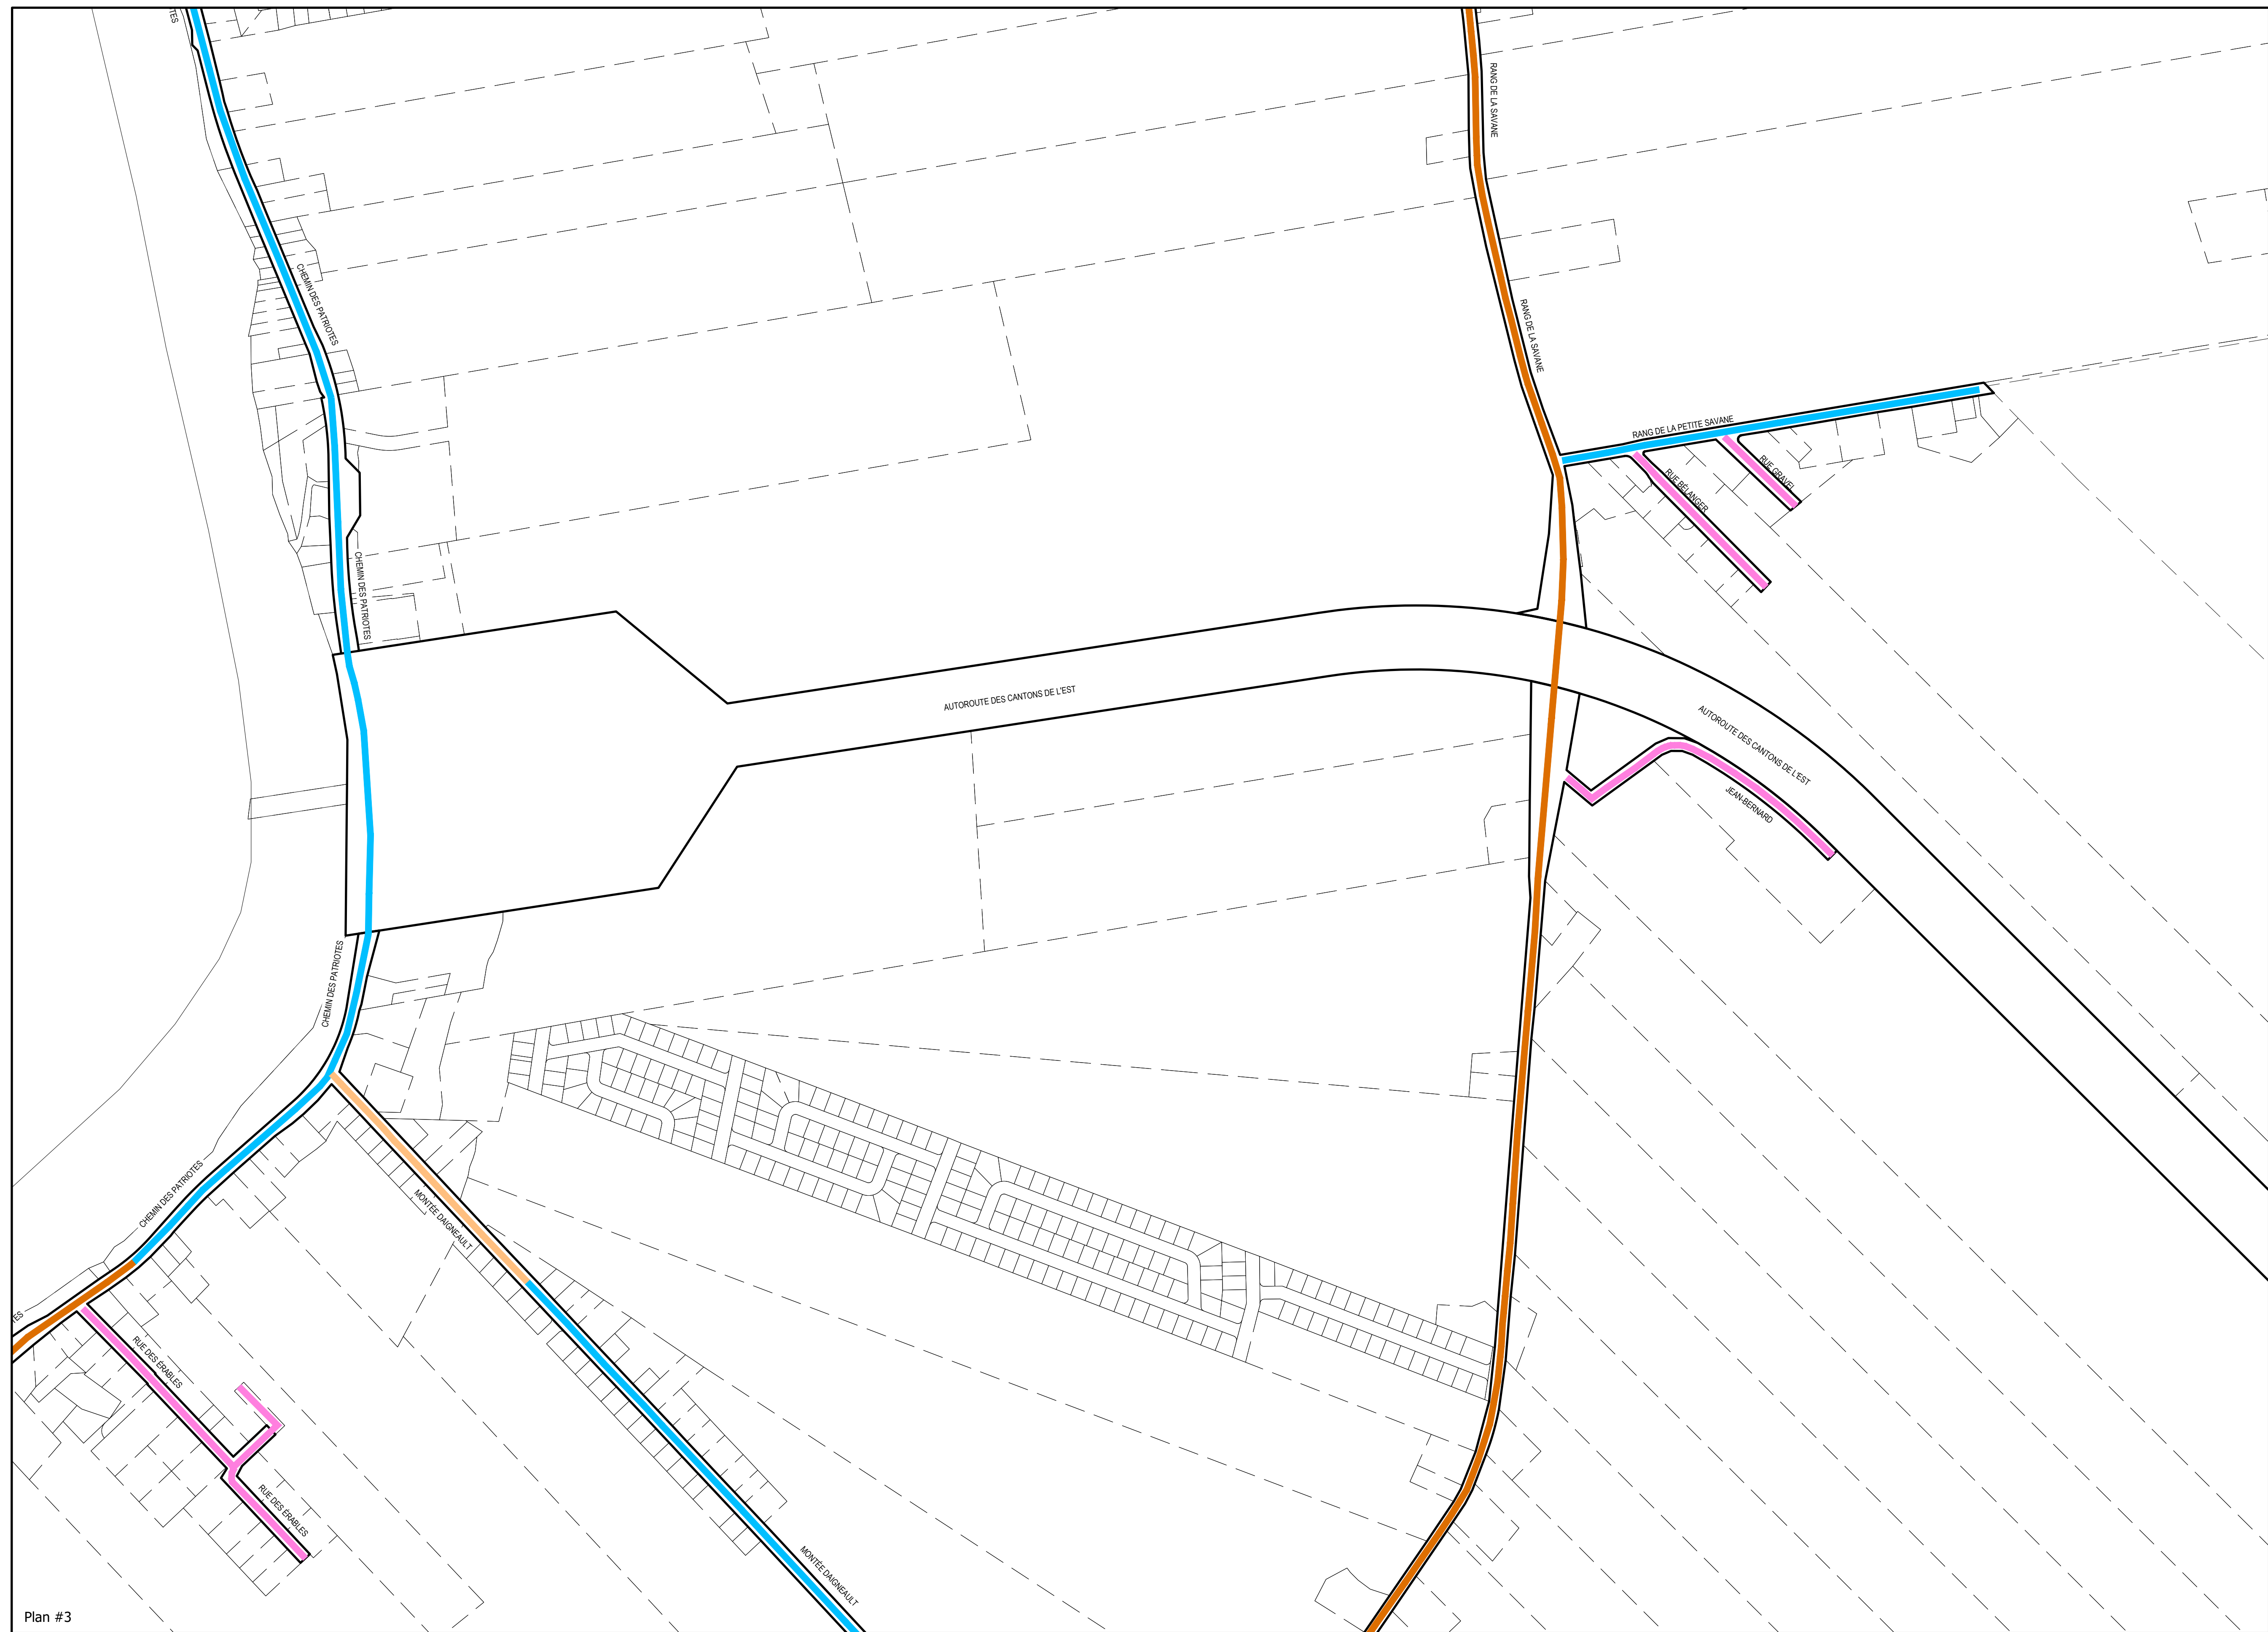 TES
RANG DE LA SAVANE
CHEMIN DES PATRIOTES
RANG DE LA SAVANE
RANG DE LA PETITE SAVANE
RUE GRAVEL
RUE BÉLANGER
CHEMIN DES PATRIOTES
AUTOROUTE DES CANTONS DE L'EST
AUTOROUTE DES CANTONS DE L'EST
JEAN-BERNARD
CHEMIN DES PATRIOTES
CHEMIN DES PATRIOTES
MONTÉE DAIGNEAULT
TES
RUE DES ÉRABLES
RUE DES ÉRABLES
MONTÉE DAIGNEAULT
Plan #3